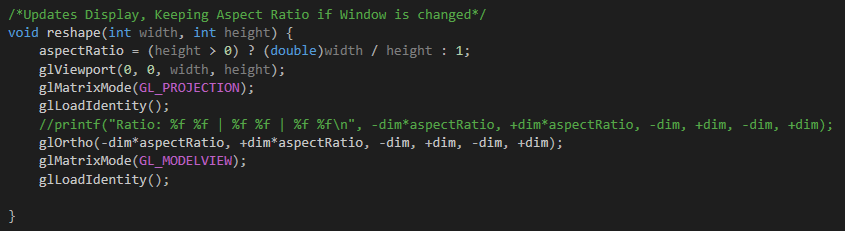 /*Updates Display, Keeping Aspect Ratio if Window is changed*/
void reshape(int width, int height) {
    aspectRatio = (height > 0) ? (double)width / height : 1;
    glViewport(0, 0, width, height);
    glMatrixMode(GL_PROJECTION);
    glLoadIdentity();
    //printf("Ratio: %f %f | %f %f | %f %f\n", -dim*aspectRatio, +dim*aspectRatio, -dim, +dim, -dim, +dim);
    glOrtho(-dim*aspectRatio, +dim*aspectRatio, -dim, +dim, -dim, +dim);
    glMatrixMode(GL_MODELVIEW);
    glLoadIdentity();

}